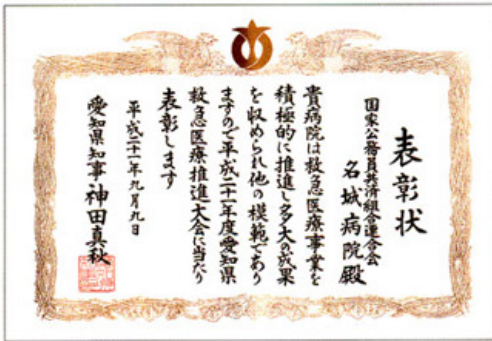 表彰状
国家公務員共済組合連合会
名城病院殿
貴病院は救急医療事業を
積極的に推進し多大の成果
を収められ他の模範であり
ますので平成二十一年度愛知県
救急医療推進大会に当たり
表彰します
平成二十一年九月九日
愛知県知事神田真秋